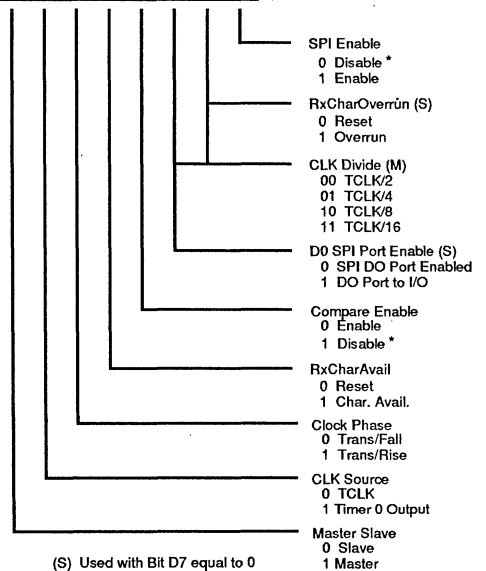 SPI Enable
0 Disable *
1 Enable
RxCharOverrun (S)
0 Reset
1 Overrun
CLK Divide (M)
00 TCLK/2
01 TCLK/4
10 TCLK/8
11 TCLK/16
D0 SPI Port Enable (S)
0 SPI DO Port Enabled
1 DO Port to I/O
Compare Enable
0 Enable
1 Disable *
RxCharAvail
0 Reset
1 Char. Avail.
Clock Phase
0 Trans/Fall
1 Trans/Rise
CLK Source
0 TCLK
1 Timer 0 Output
Master Slave
0 Slave
1 Master
(S) Used with Bit D7 equal to 0